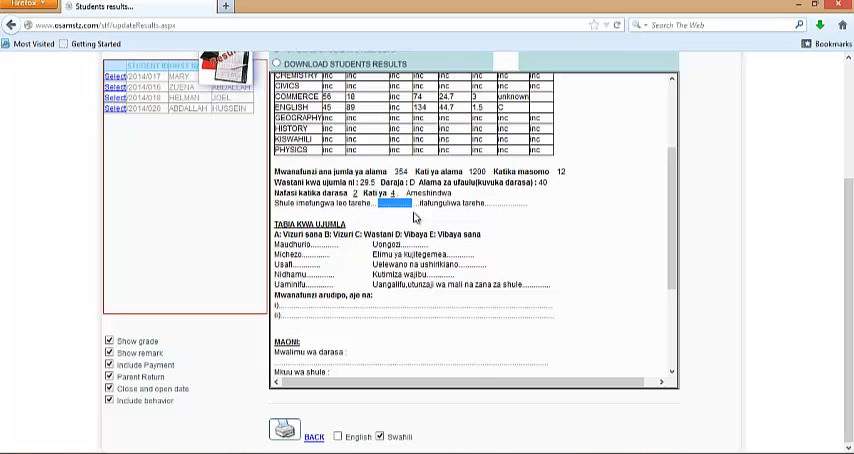 Firefox
Students results...
+
www.osamstz.org/stf/updateResults.aspx
Search The Web
Most Visited Getting Started
Bookmarks
DOWNLOAD STUDENTS RESULTS
Select 2014/017 MARY
Select 2014/016 ZUENA ABDALLAH
Select 2014/018 HELMAN JOEL
Select 2014/020 ABDALLAH HUSSEIN
CHEMISTRY inc inc inc inc inc inc inc
CIVICS inc inc inc inc inc inc inc
COMMERCE 56 18 inc 74 24.7 3 unknown
ENGLISH 45 89 inc 134 44.7 1.5 C
GEOGRAPHY inc inc inc inc inc inc inc
HISTORY inc inc inc inc inc inc inc
KISWAHILI inc inc inc inc inc inc inc
PHYSICS inc inc inc inc inc inc inc
Mwanafunzi ana jumla ya alama 354 Kati ya alama 1200 Katika masomo 12
Wastani kwa ujumla ni : 29.5 Daraja : D Alama za ufaulu(kuvuka darasa) : 40
Nafasi katika darasa 2 Kati ya 4 . Ameshindwa
Shule imefungwa leo tarehe... ...itafunguliwa tarehe.................
TABIA KWA UJUMLA
A: Vizuri sana B: Vizuri C: Wastani D: Vibaya E: Vibaya sana
Maudhurio............ Uongozi............
Michezo............ Elimu ya kujitegemea............
Usafi............ Uelewano na ushirikiano............
Nidhamu............ Kutimiza wajibu............
Uaminifu............ Uangalifu,utunzaji wa mali na zana za shule............
Mwanafunzi arudipo, aje na:
i)............
ii)............
MAONI:
Mwalimu wa darasa :
............
Mkuu wa shule :
Show grade
Show remark
Include Payment
Parent Return
Close and open date
Include behavior
BACK English Swahili